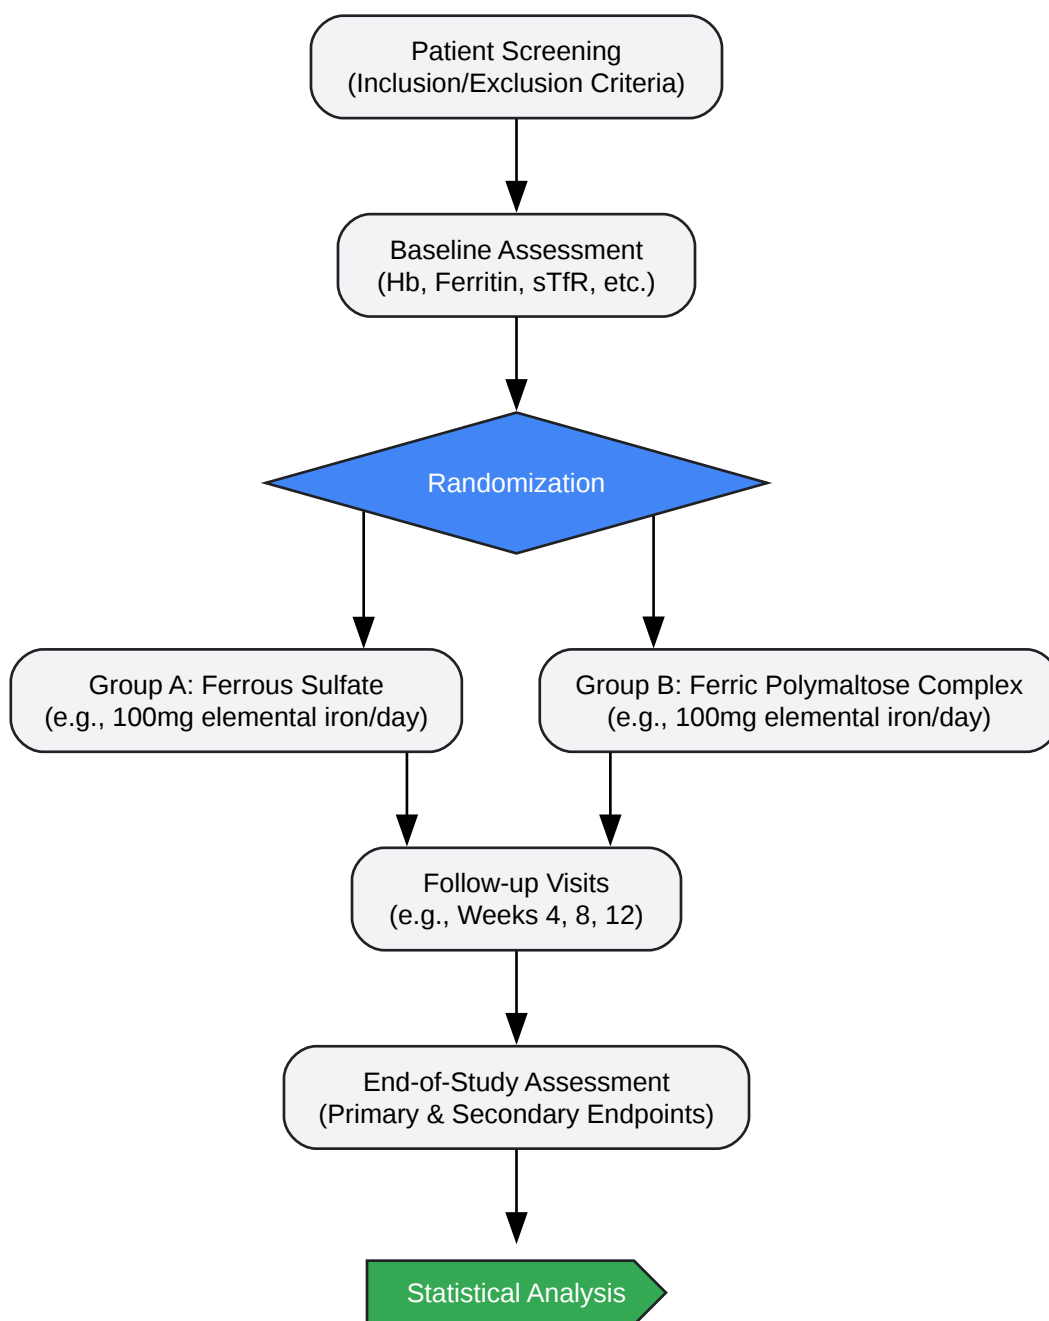 Patient Screening
(Inclusion/Exclusion Criteria)
Baseline Assessment
(Hb, Ferritin, sTfR, etc.)
Randomization
Group A: Ferrous Sulfate
(e.g., 100mg elemental iron/day)
Group B: Ferric Polymaltose Complex
(e.g., 100mg elemental iron/day)
Follow-up Visits
(e.g., Weeks 4, 8, 12)
End-of-Study Assessment
(Primary & Secondary Endpoints)
Statistical Analysis